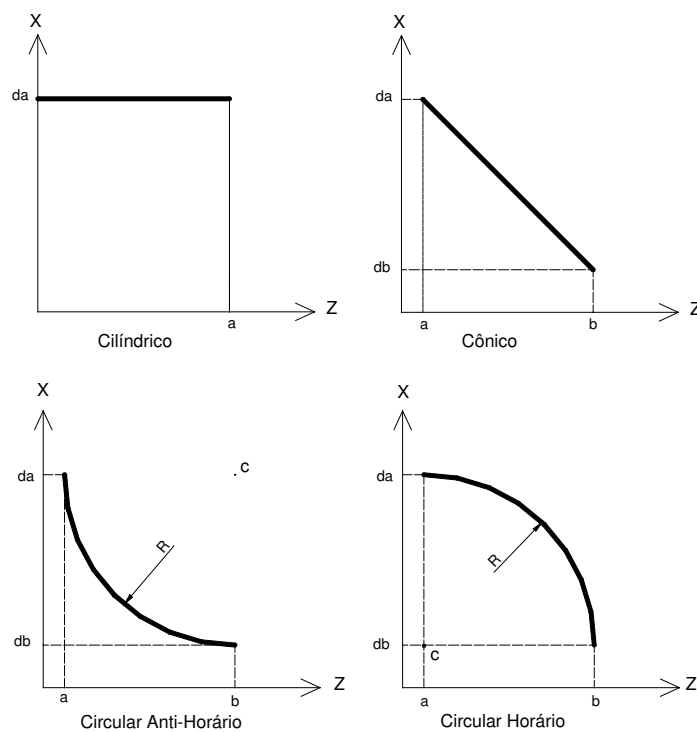 X
da
Z
a
Cilíndrico
X
da
db
Z
a
b
Cônico
X
da
c
R
db
Z
a
b
Circular Anti-Horário
X
da
R
db
c
Z
a
b
Circular Horário